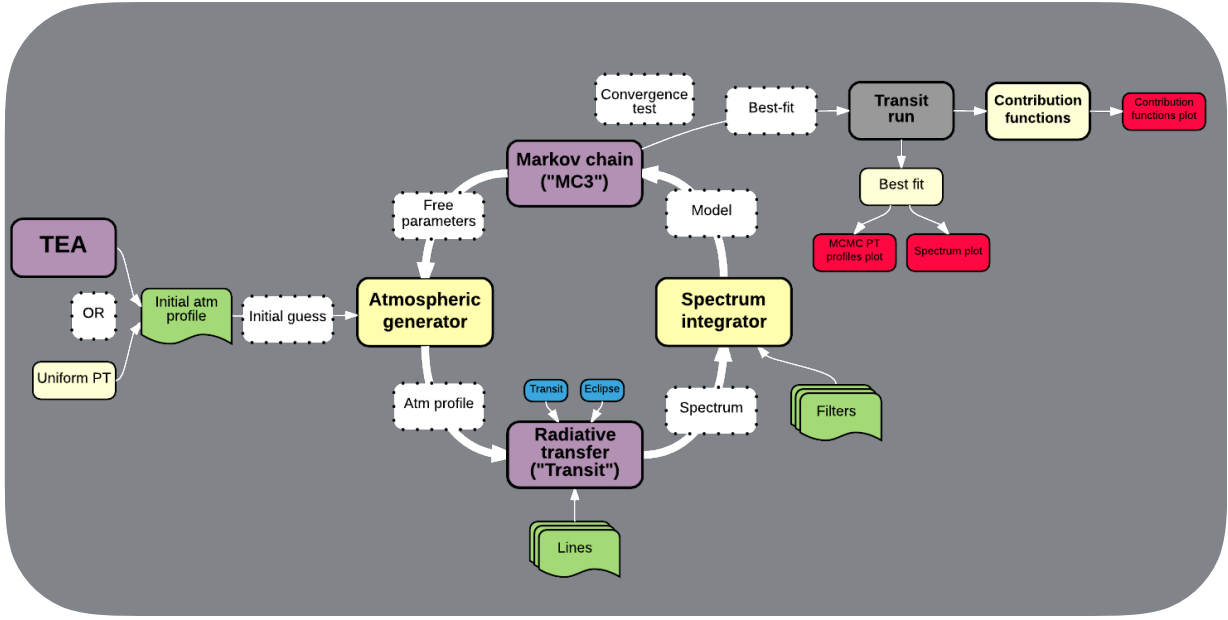 TEA
OR
Uniform PT
Initial atm
profile
Initial guess
Atmospheric
generator
Free
parameters
Markov chain
("MC3")
Convergence
test
Best-fit
Transit
run
Contribution
functions
Contribution
functions plot
Best fit
MCMC PT
profiles plot
Spectrum plot
Model
Spectrum
integrator
Filters
Spectrum
Atm profile
Transit
Eclipse
Radiative
transfer
("Transit")
Lines